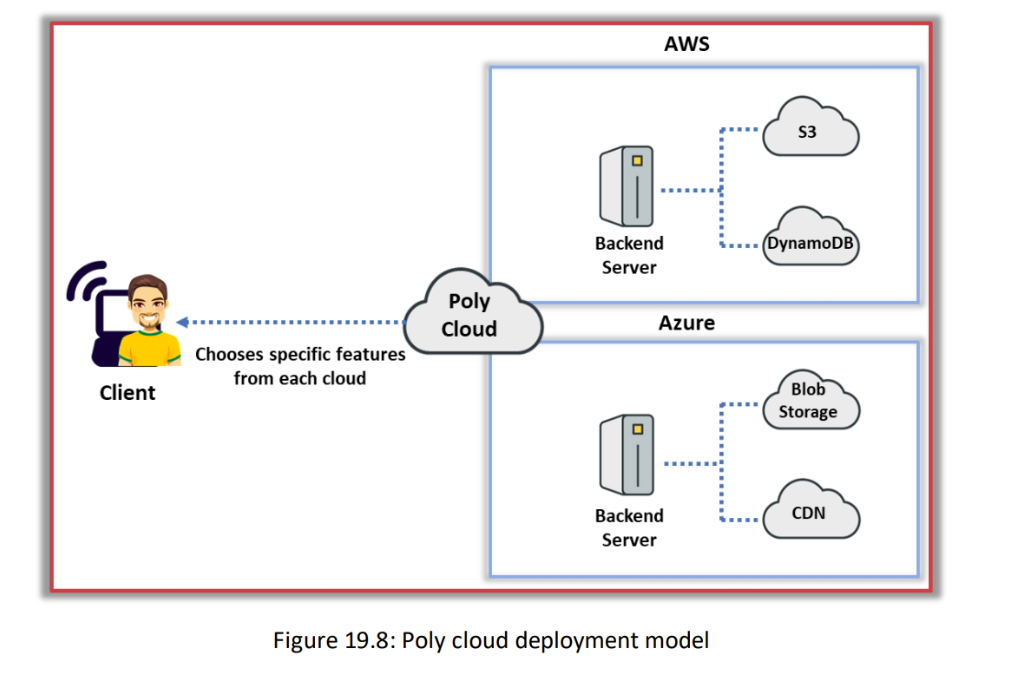 AWS
S3
Backend
Server
DynamoDB
Poly
Cloud
Chooses specific features
from each cloud
Client
Azure
Blob
Storage
Backend
Server
CDN
Figure 19.8: Poly cloud deployment model